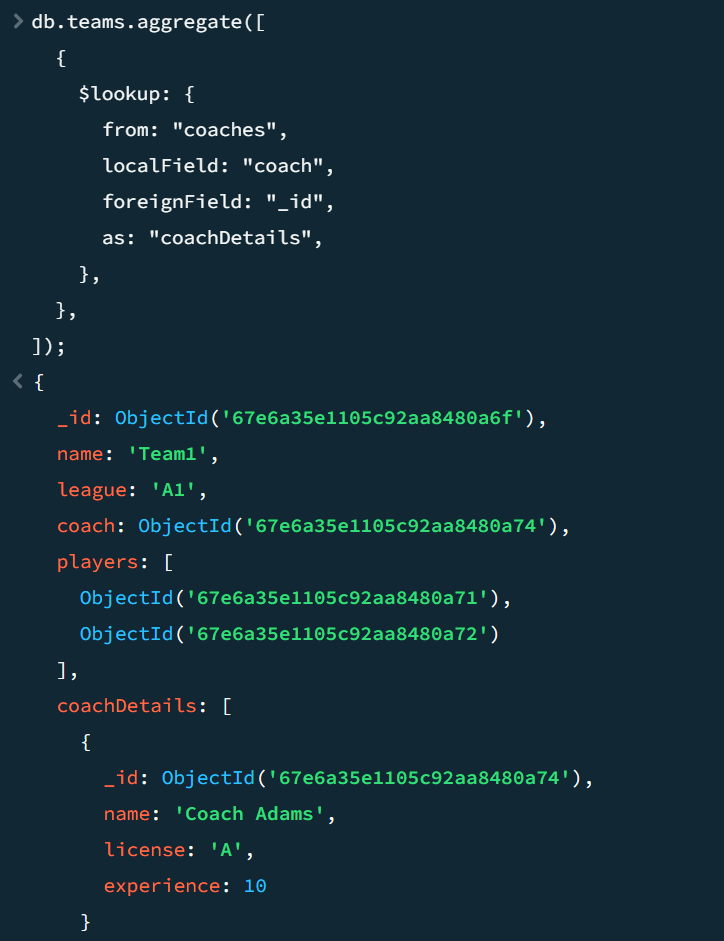 > db.teams.aggregate([
{
$lookup: {
from: "coaches",
localField: "coach",
foreignField: "_id",
as: "coachDetails",
},
},
]);
< {
_id: ObjectId('67e6a35e1105c92aa8480a6f'),
name: 'Team1',
league: 'A1',
coach: ObjectId('67e6a35e1105c92aa8480a74'),
players: [
ObjectId('67e6a35e1105c92aa8480a71'),
ObjectId('67e6a35e1105c92aa8480a72')
],
coachDetails: [
{
_id: ObjectId('67e6a35e1105c92aa8480a74'),
name: 'Coach Adams',
license: 'A',
experience: 10
}